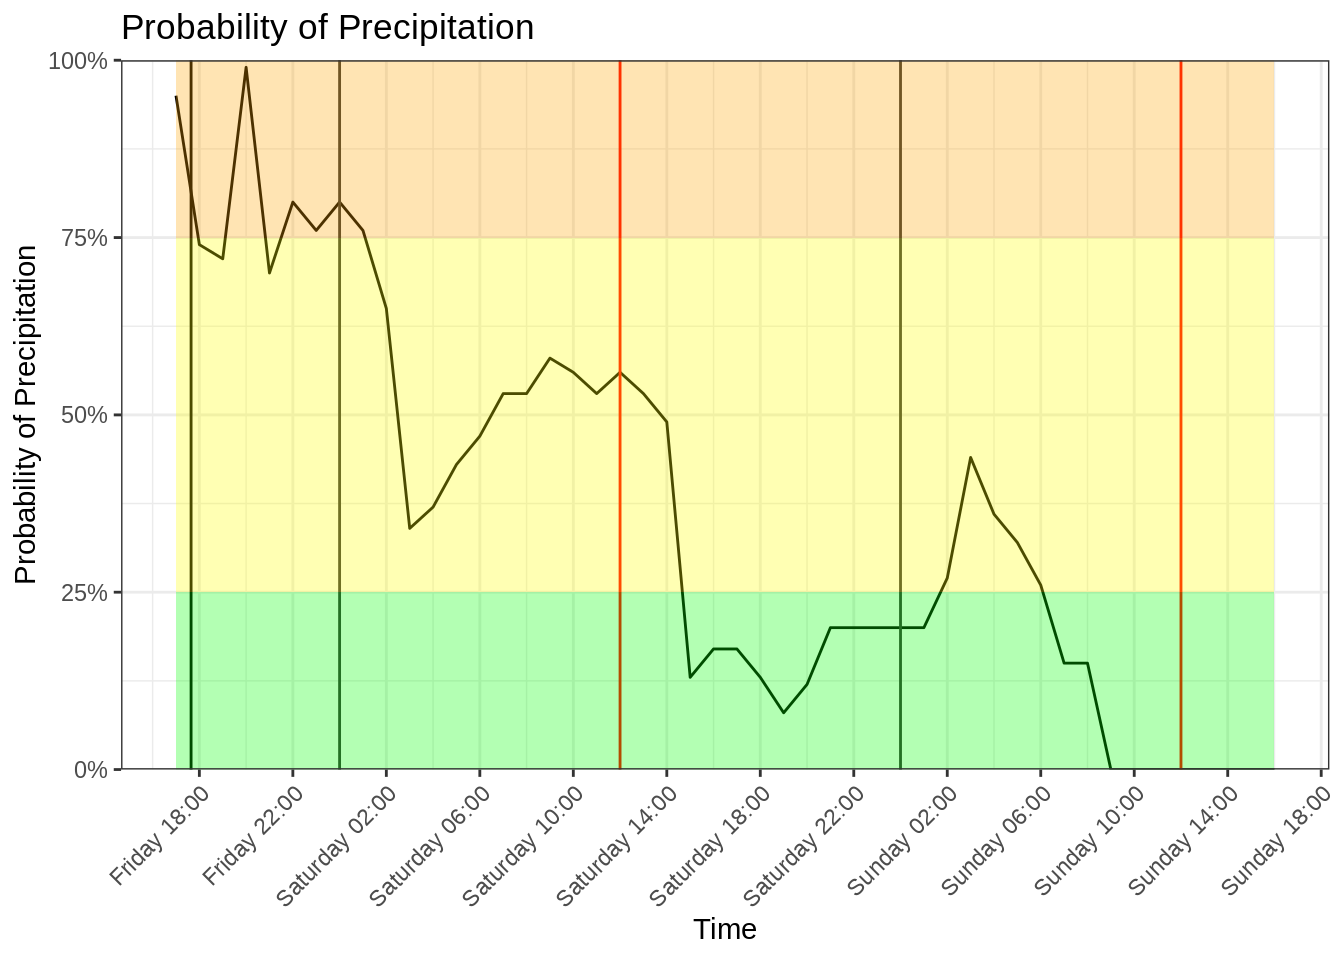 Probability of Precipitation
Probability of Precipitation
100%
75%
50%
25%
0%
Friday 18:00
Friday 22:00
Saturday 02:00
Saturday 06:00
Saturday 10:00
Saturday 14:00
Saturday 18:00
Saturday 22:00
Sunday 02:00
Sunday 06:00
Sunday 10:00
Sunday 14:00
Sunday 18:00
Time